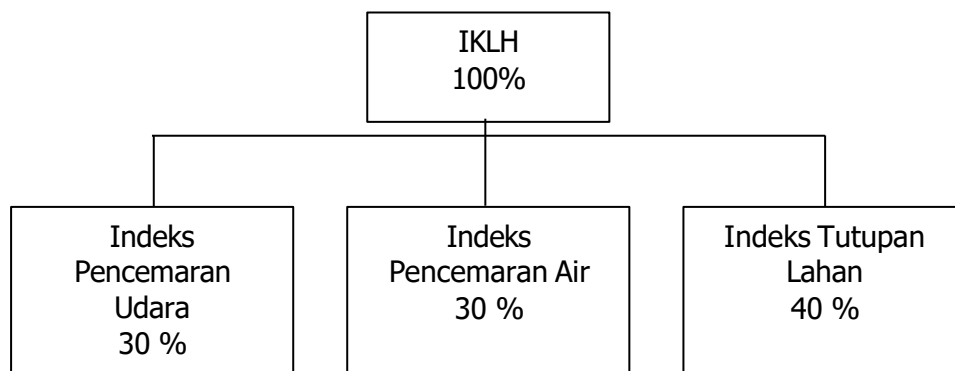 IKLH
100%
Indeks
Pencemaran
Udara
30 %
Indeks
Pencemaran Air
30 %
Indeks Tutupan
Lahan
40 %